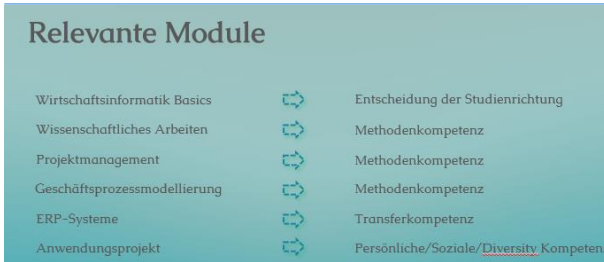 Relevante Module
Wirtschaftsinformatik Basics Entscheidung der Studienrichtung
Wissenschaftliches Arbeiten Methodenkompetenz
Projektmanagement Methodenkompetenz
Geschäftsprozessmodellierung Methodenkompetenz
ERP-Systeme Transferkompetenz
Anwendungsprojekt Persönliche/Soziale/Diversity Kompeten